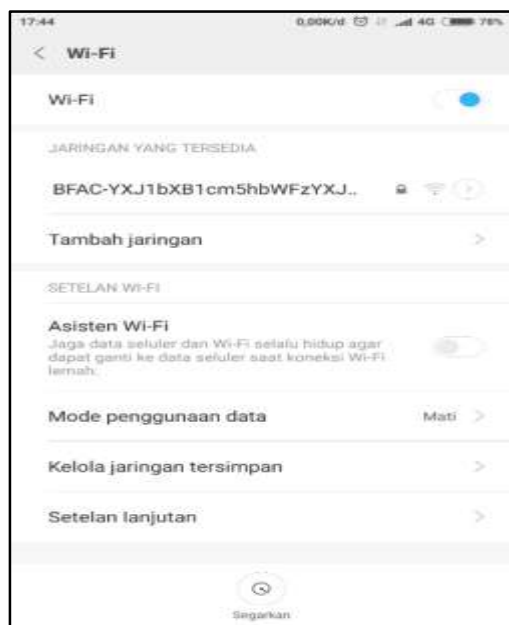 17:44 0,00K/d 4G 78%
Wi-Fi
Wi-Fi
JARINGAN YANG TERSEDIA
BFAC-YXJ1bXB1cm5hbWFzYXJ..
Tambah jaringan
SETELAN WI-FI
Asisten Wi-Fi
Jaga data seluler dan Wi-Fi selalu hidup agar
dapat ganti ke data seluler saat koneksi Wi-Fi
lemah.
Mode penggunaan data Mati
Kelola jaringan tersimpan
Setelan lanjutan
Segarkan